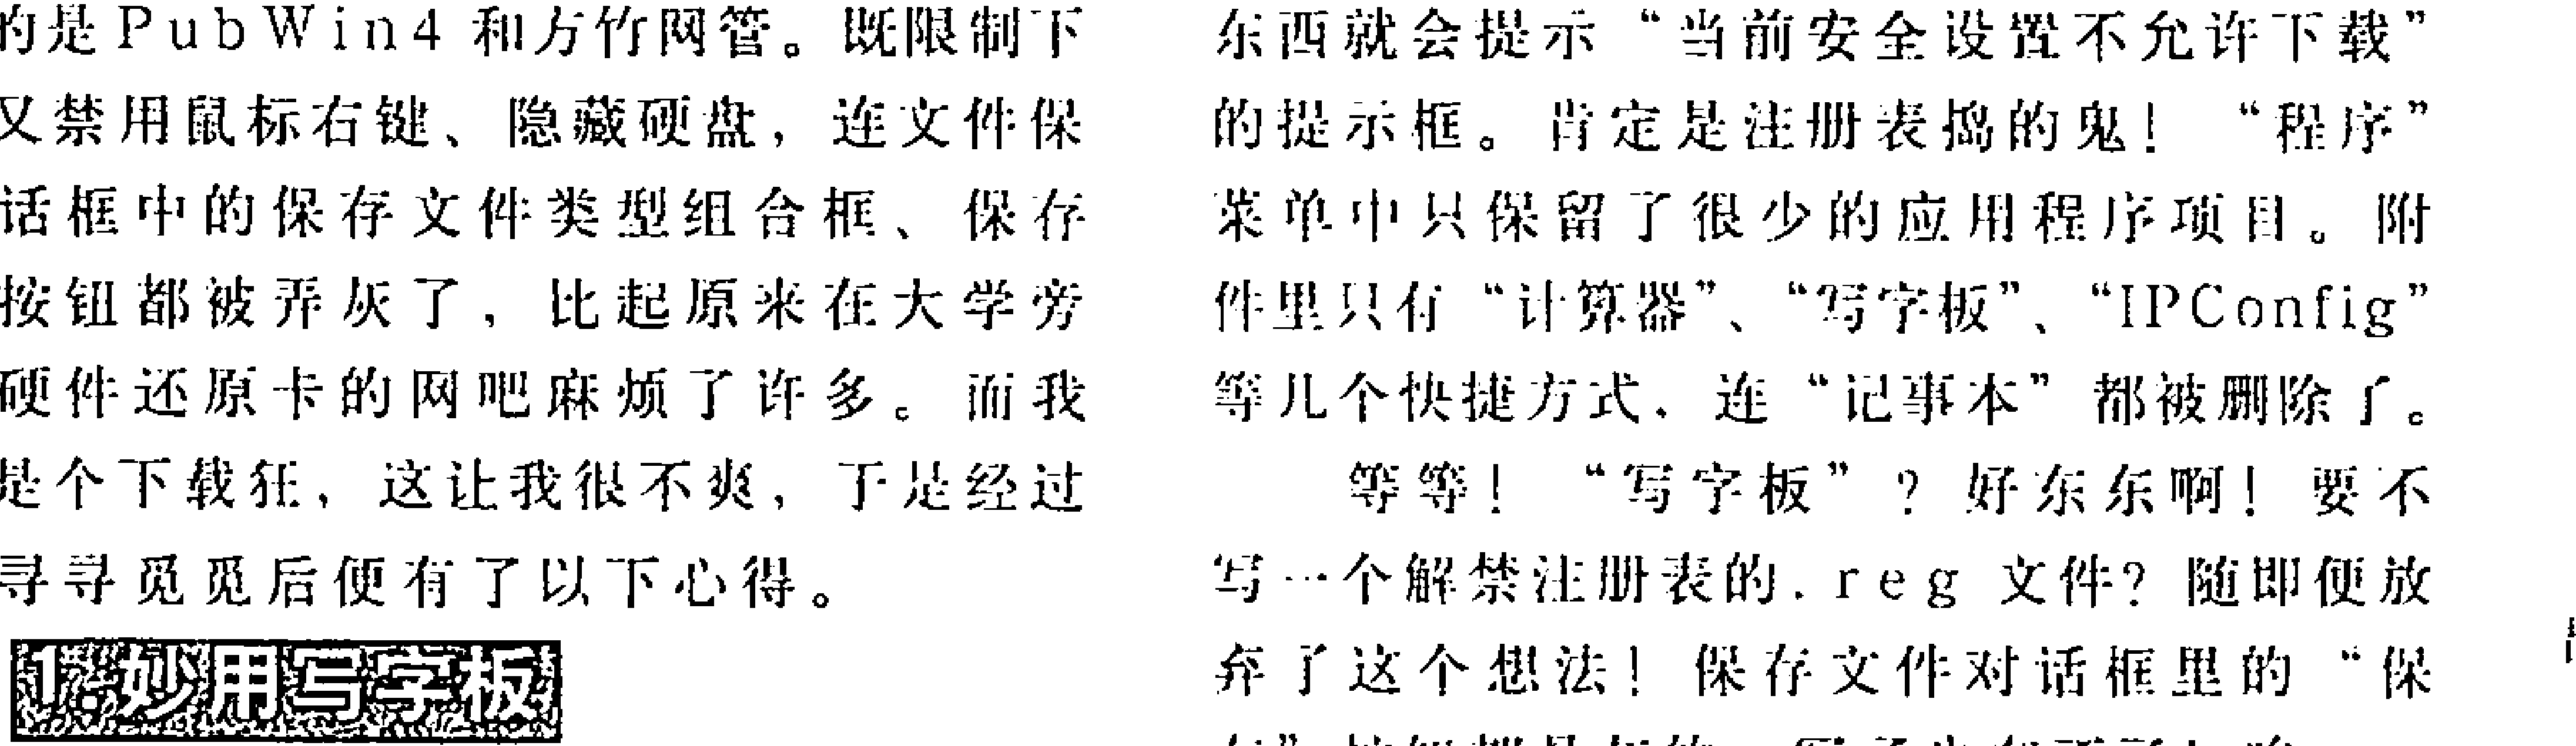 的是PubWin4 和方竹网管。既限制下
又禁用鼠标右键、隐藏硬盘，连文件保
话框中的保存文件类型组合框、保存
按钮都被弄灰了，比起原来在大学旁
硬件还原卡的网吧麻烦了许多。而我
是个下载狂，这让我很不爽，于是经过
寻寻觅觅后便有了以下心得。
1.妙用写字板
东西就会提示“当前安全设置不允许下载”
的提示框。肯定是注册表捣的鬼！“程序”
菜单中只保留了很少的应用程序项目。附
件里只有“计算器”、“写字板”、“IPConfig”
等几个快捷方式，连“记事本”都被删除了。
等等！“写字板”？好东东啊！要不
写一个解禁注册表的.reg 文件？随即便放
弃了这个想法！保存文件对话框里的“保